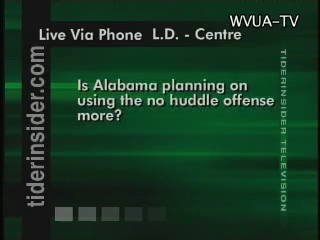 WVUA-TV
Live Via Phone L.D. - Centre
Is Alabama planning on
using the no huddle offense
more?
tiderinsider.com
TIDERINSIDER TELEVISION